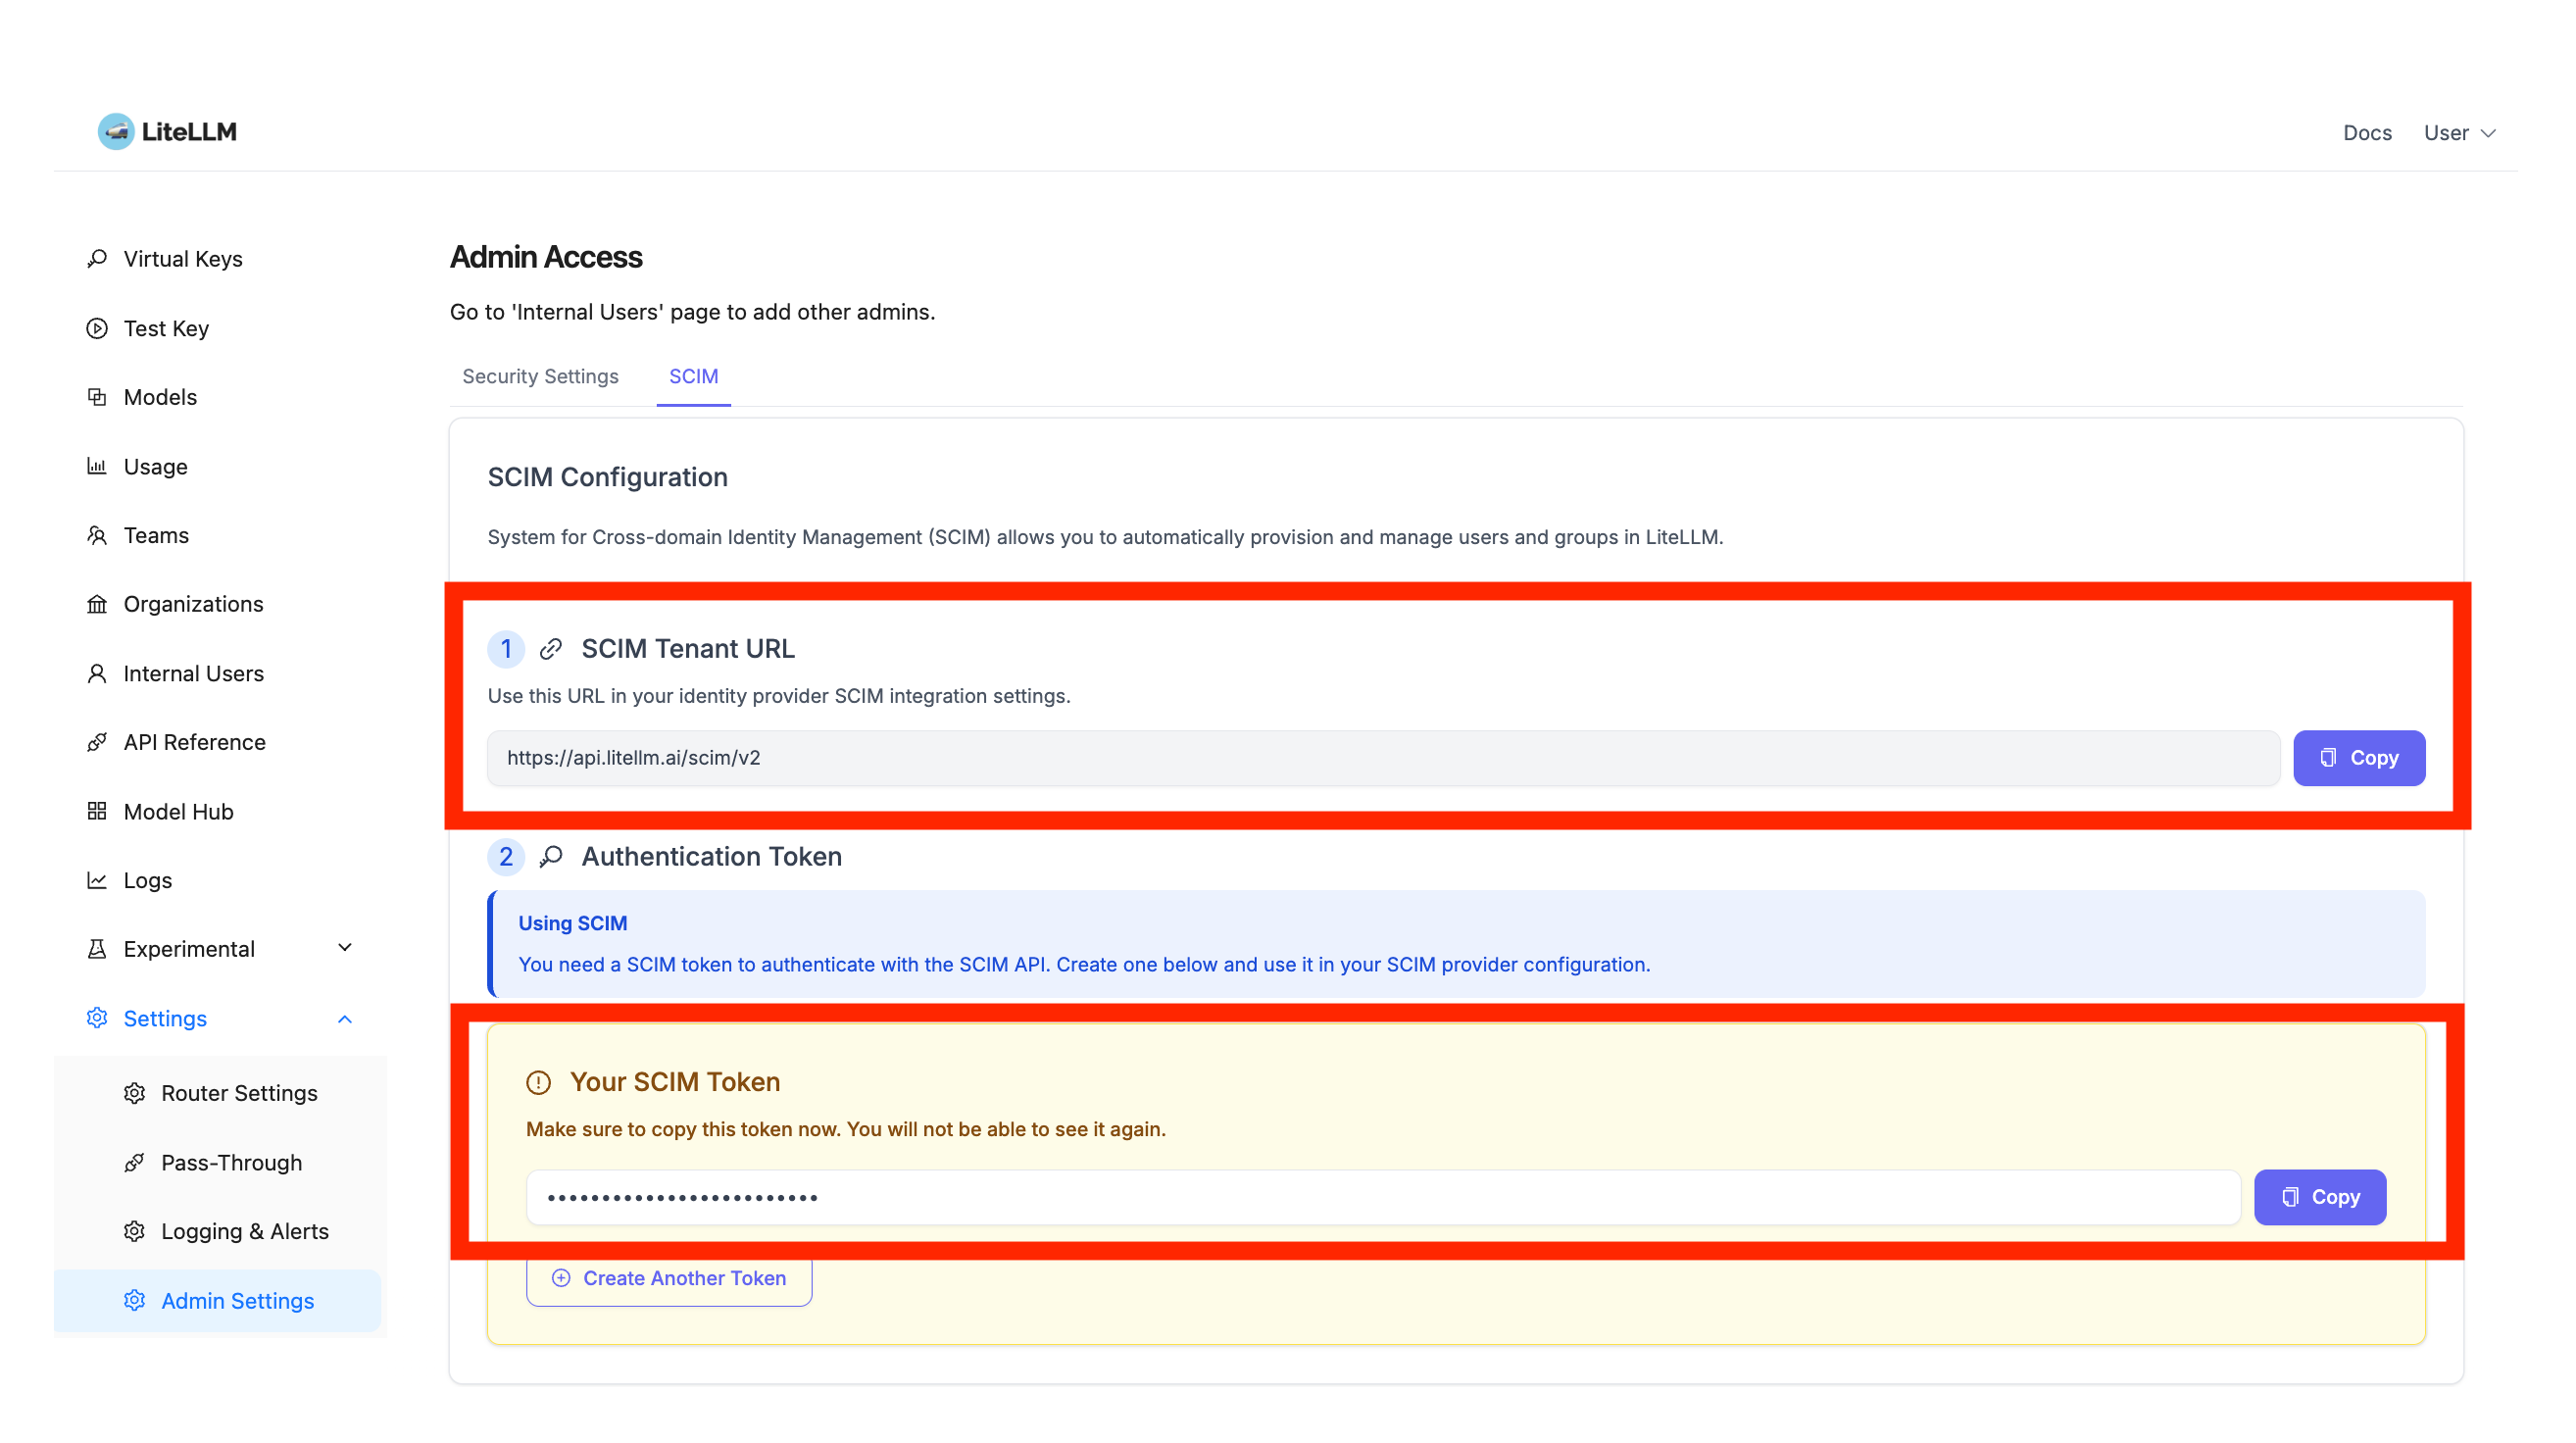 LiteLLM
Docs
User
Virtual Keys
Test Key
Models
Usage
Teams
Organizations
Internal Users
API Reference
Model Hub
Logs
Experimental
Settings
Router Settings
Pass-Through
Logging & Alerts
Admin Settings
Admin Access
Go to 'Internal Users' page to add other admins.
Security Settings
SCIM
SCIM Configuration
System for Cross-domain Identity Management (SCIM) allows you to automatically provision and manage users and groups in LiteLLM.
1 SCIM Tenant URL
Use this URL in your identity provider SCIM integration settings.
https://api.litellm.ai/scim/v2
Copy
2 Authentication Token
Using SCIM
You need a SCIM token to authenticate with the SCIM API. Create one below and use it in your SCIM provider configuration.
Your SCIM Token
Make sure to copy this token now. You will not be able to see it again.
•••••••••••••••••••••••••
Copy
Create Another Token